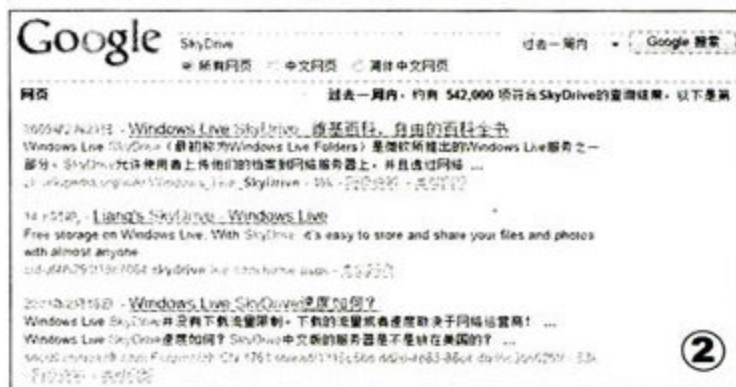 Google SkyDrive 过去一周内 Google 搜索
所有网页 中文网页 简体中文网页
网页 过去一周内，约有 542,000 项符合SkyDrive的查询结果，以下是第
- Windows Live SkyDrive 维基百科，自由的百科全书
Windows Live SkyDrive（最初称为Windows Live Folders）是微软所推出的Windows Live服务之一
部分。SkyDrive允许使用者上传他们的档案到网络服务器上，并且透过网络 ...
- Liang's SkyDrive - Windows Live
Free storage on Windows Live. With SkyDrive it's easy to store and share your files and photos
with almost anyone
- Windows Live SkyDrive速度如何？
Windows Live SkyDrive并没有下载流量限制。下载的流量或者速度取决于网络运营商！ ...
Windows Live SkyDrive速度如何？ SkyDrive中文版的服务器是不是放在美国的？ ...
②